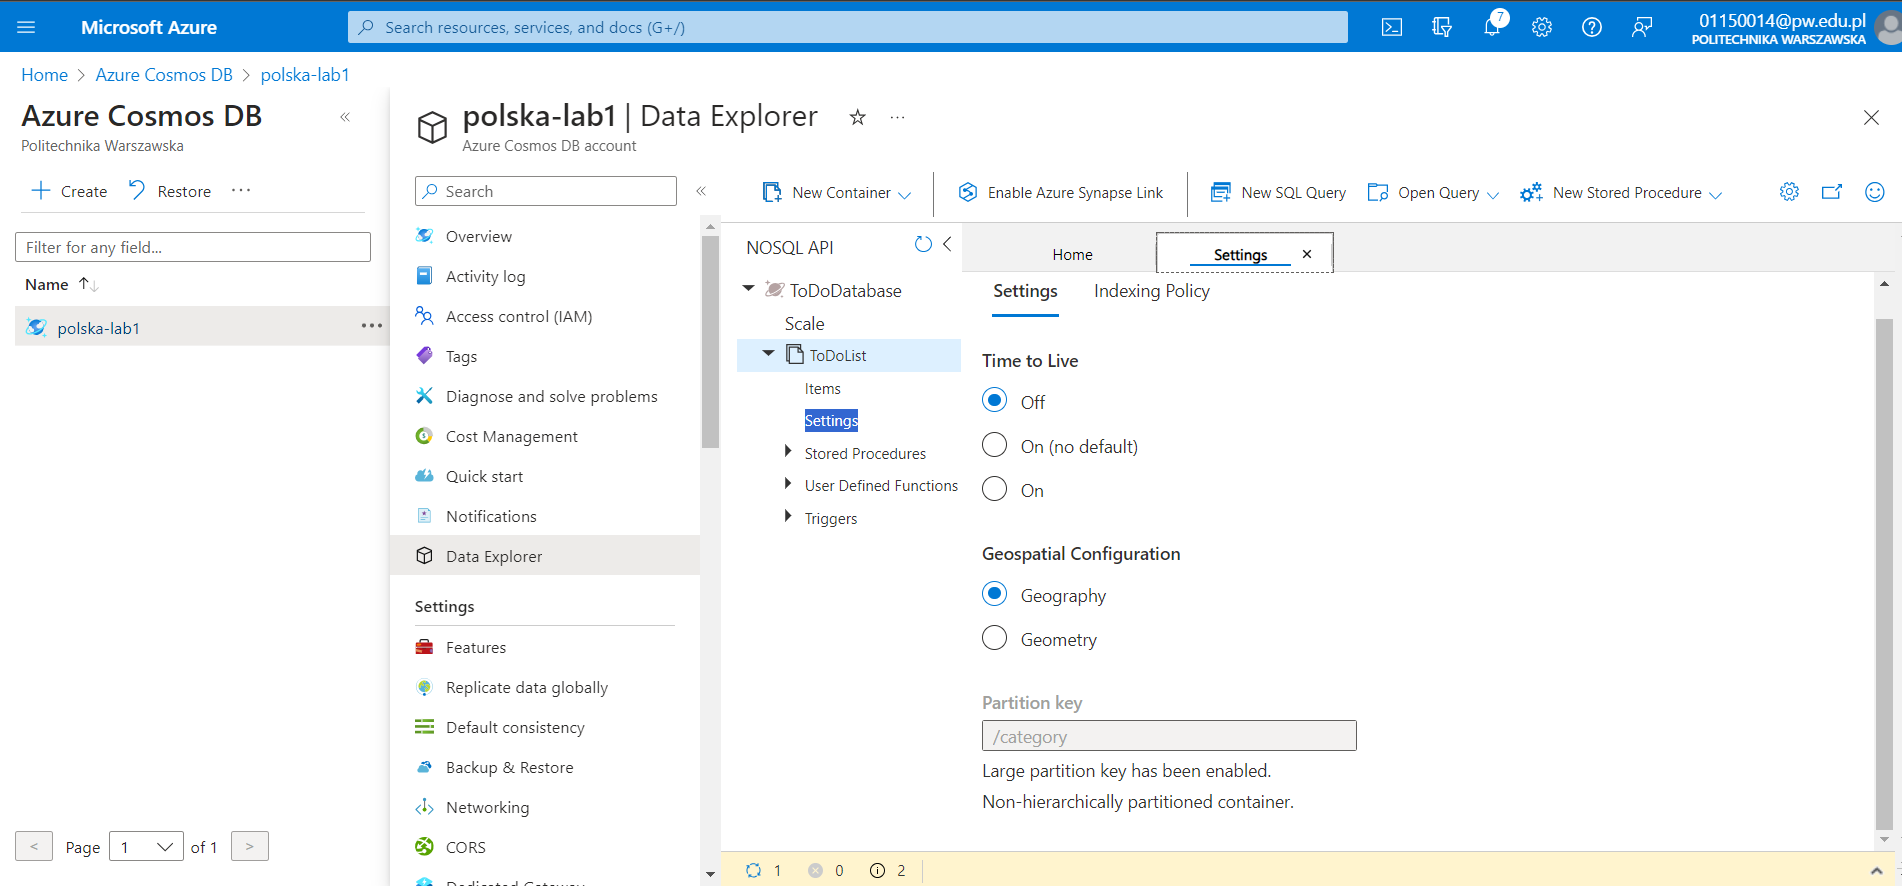 Microsoft Azure
Search resources, services, and docs (G+/)
7
01150014@pw.edu.pl
POLITECHNIKA WARSZAWSKA
Home > Azure Cosmos DB > polska-lab1
Azure Cosmos DB
Politechnika Warszawska
Create Restore ...
Filter for any field...
Name
polska-lab1 ...
< Page 1 of 1 >
polska-lab1 | Data Explorer ...
Azure Cosmos DB account
Search
Overview
Activity log
Access control (IAM)
Tags
Diagnose and solve problems
Cost Management
Quick start
Notifications
Data Explorer
Settings
Features
Replicate data globally
Default consistency
Backup & Restore
Networking
CORS
Dedicated Gateway
New Container Enable Azure Synapse Link New SQL Query Open Query New Stored Procedure
NOSQL API
ToDoDatabase
Scale
ToDoList
Items
Settings
Stored Procedures
User Defined Functions
Triggers
Home Settings
Settings Indexing Policy
Time to Live
Off
On (no default)
On
Geospatial Configuration
Geography
Geometry
Partition key
/category
Large partition key has been enabled.
Non-hierarchically partitioned container.
1 0 2